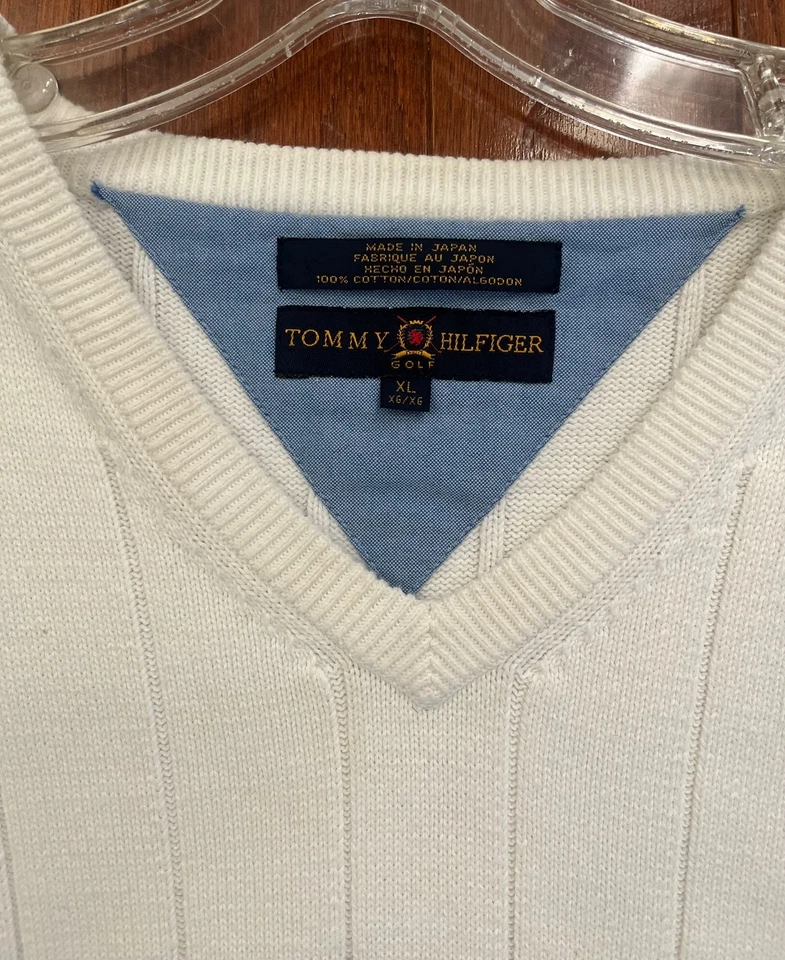 MADE IN JAPAN
FABRIQUE AU JAPON
HECHO EN JAPÓN
100% COTTON/COTON/ALGODON
TOMMY HILFIGER
GOLF
XL
XG/XG